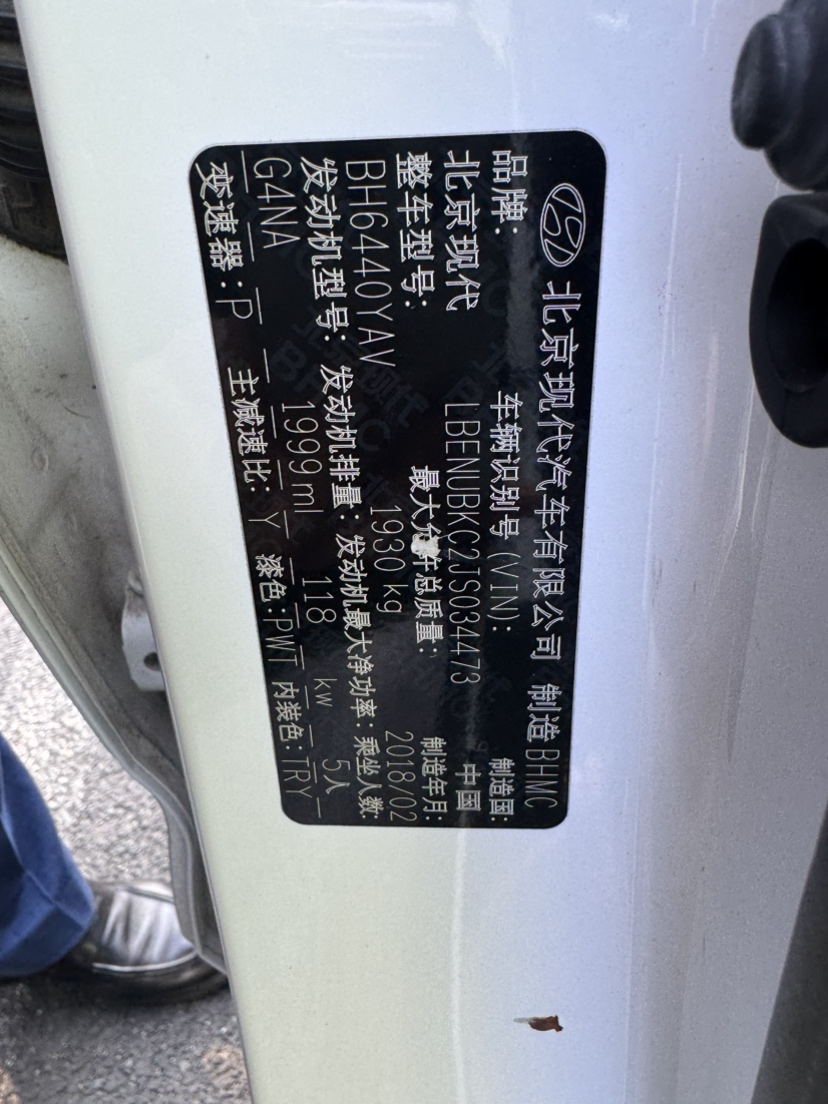 北京现代汽车有限公司 制造 BHMC
品牌: 车辆识别号(VIN): 制造国:
北京现代 LBENUBKC2JS034473 中国
整车型号: 最大允许总质量: 制造年月:
BH6440YAV 1930 kg 2018/02
发动机型号: 发动机排量: 发动机最大净功率: 乘坐人数:
G4NA 1999 ml 118 kw 5人
变速器: P 主减速比: Y 漆色: PWT 内装色: TRY